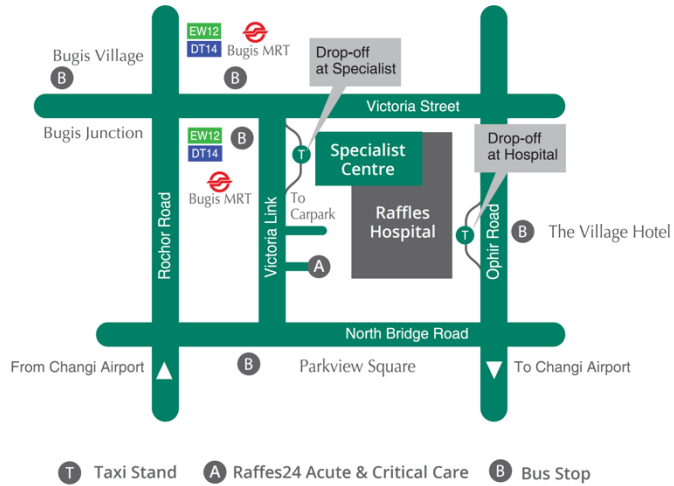 EW12
DT14
Bugis MRT
Bugis Village
B
B
Drop-off
at Specialist
Victoria Street
Bugis Junction
EW12
DT14
B
Bugis MRT
T
Specialist
Centre
Drop-off
at Hospital
To
Carpark
Raffles
Hospital
Rochor Road
Victoria Link
T
Ophir Road
B
The Village Hotel
A
North Bridge Road
From Changi Airport
B
Parkview Square
To Changi Airport
T Taxi Stand
A Raffes24 Acute & Critical Care
B Bus Stop